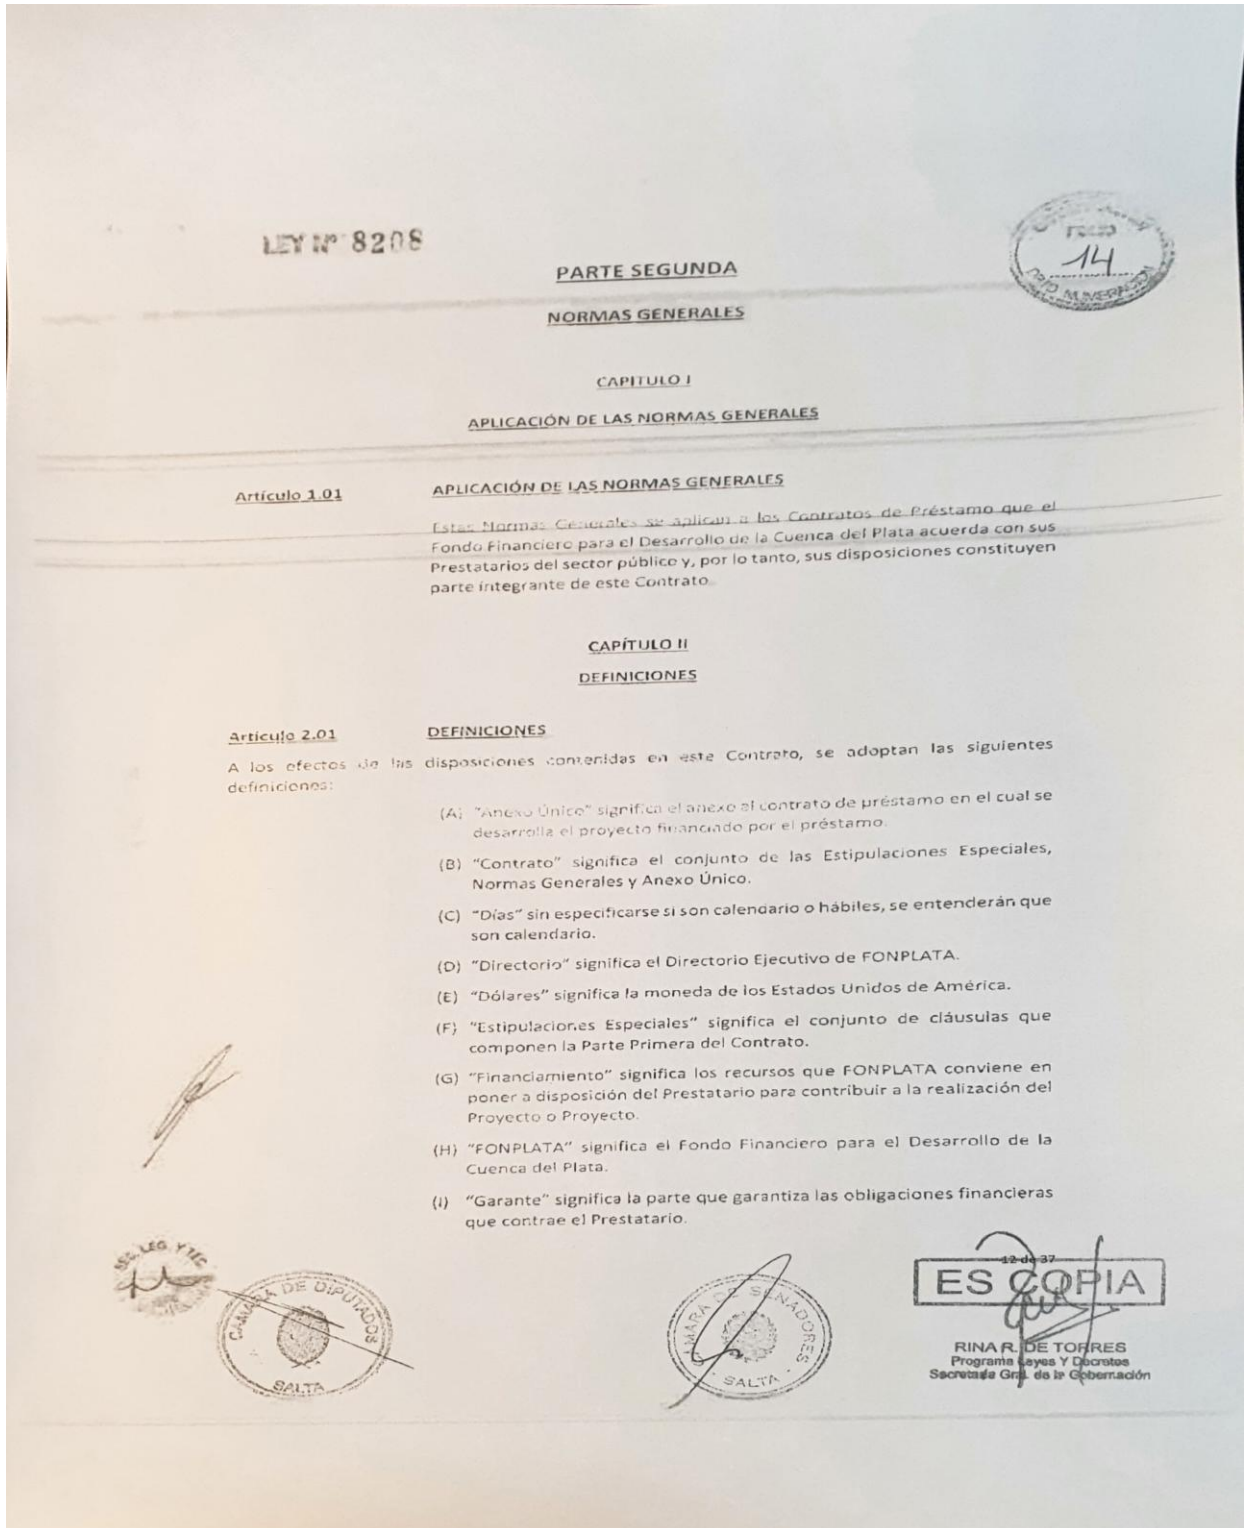 LEY Nº 8208
FOLIO
14
DPTO NUMERACIÓN
PARTE SEGUNDA
NORMAS GENERALES
CAPITULO I
APLICACIÓN DE LAS NORMAS GENERALES
Artículo 1.01 APLICACIÓN DE LAS NORMAS GENERALES
Estas Normas Generales se aplican a los Contratos de Préstamo que el
Fondo Financiero para el Desarrollo de la Cuenca del Plata acuerda con sus
Prestatarios del sector público y, por lo tanto, sus disposiciones constituyen
parte integrante de este Contrato.
CAPÍTULO II
DEFINICIONES
Artículo 2.01 DEFINICIONES
A los efectos de las disposiciones contenidas en este Contrato, se adoptan las siguientes
definiciones:
(A) "Anexo Único" significa el anexo al contrato de préstamo en el cual se
desarrolla el proyecto financiado por el préstamo.
(B) "Contrato" significa el conjunto de las Estipulaciones Especiales,
Normas Generales y Anexo Único.
(C) "Días" sin especificarse si son calendario o hábiles, se entenderán que
son calendario.
(D) "Directorio" significa el Directorio Ejecutivo de FONPLATA.
(E) "Dólares" significa la moneda de los Estados Unidos de América.
(F) "Estipulaciones Especiales" significa el conjunto de cláusulas que
componen la Parte Primera del Contrato.
(G) "Financiamiento" significa los recursos que FONPLATA conviene en
poner a disposición del Prestatario para contribuir a la realización del
Proyecto o Proyecto.
(H) "FONPLATA" significa el Fondo Financiero para el Desarrollo de la
Cuenca del Plata.
(I) "Garante" significa la parte que garantiza las obligaciones financieras
que contrae el Prestatario.
12 de 37
SEC. LEG. Y TEC.
CÁMARA DE DIPUTADOS
SALTA
CÁMARA DE SENADORES
SALTA
ES COPIA
RINA R. DE TORRES
Programa Leyes Y Decretos
Secretaría Gral. de la Gobernación